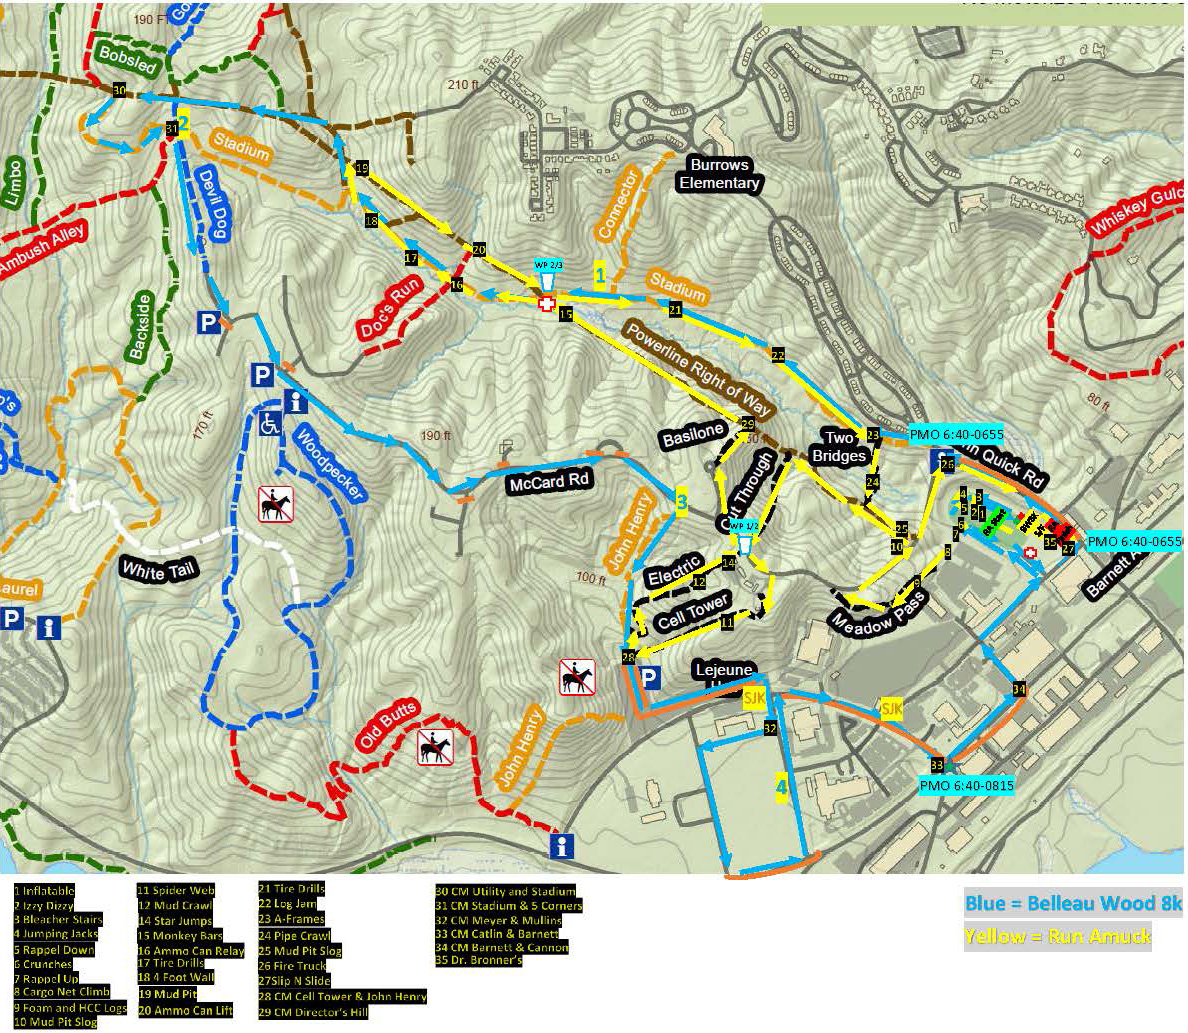 190 FT
Bobsled
30
210 ft
31
2
Stadium
19
Burrows
Elementary
Limbo
Devil Dog
Connector
Whiskey Gulch
18
Ambush Alley
17
20
WP 2/3
1
16
Stadium
Doc's Run
15
21
Backside
P
Powerline Right of Way
22
P
i
80 ft
170 ft
190 ft
Basilone
29
Two
Bridges
23
PMO 6:40-0655
Quick Rd
26
Woodpecker
McCard Rd
Cut Through
24
3
4
3
5
2
1
John Henry
WP 1/2
25
6
7
35
27
PMO 6:40-0655
10
8
White Tail
100 ft
Electric
14
12
9
Barnett A
Laurel
Cell Tower
11
Meadow Pass
P
i
28
P
Lejeune
SJK
SJK
34
Old Butts
John Henry
32
33
4
PMO 6:40-0815
i
1 Inflatable
2 Izzy Dizzy
3 Bleacher Stairs
4 Jumping Jacks
5 Rappel Down
6 Crunches
7 Rappel Up
8 Cargo Net Climb
9 Foam and HCC Logs
10 Mud Pit Slog
11 Spider Web
12 Mud Crawl
14 Star Jumps
15 Monkey Bars
16 Ammo Can Relay
17 Tire Drills
18 4 Foot Wall
19 Mud Pit
20 Ammo Can Lift
21 Tire Drills
22 Log Jam
23 A-Frames
24 Pipe Crawl
25 Mud Pit Slog
26 Fire Truck
27Slip N Slide
28 CM Cell Tower & John Henry
29 CM Director's Hill
30 CM Utility and Stadium
31 CM Stadium & 5 Corners
32 CM Meyer & Mullins
33 CM Catlin & Barnett
34 CM Barnett & Cannon
35 Dr. Bronner's
Blue = Belleau Wood 8k
Yellow = Run Amuck